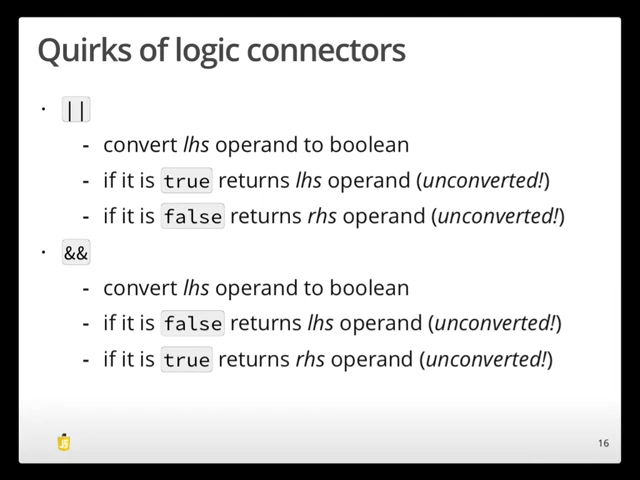 Quirks of logic connectors
· ||
- convert lhs operand to boolean
- if it is true returns lhs operand (unconverted!)
- if it is false returns rhs operand (unconverted!)
· &&
- convert lhs operand to boolean
- if it is false returns lhs operand (unconverted!)
- if it is true returns rhs operand (unconverted!)
JS
16